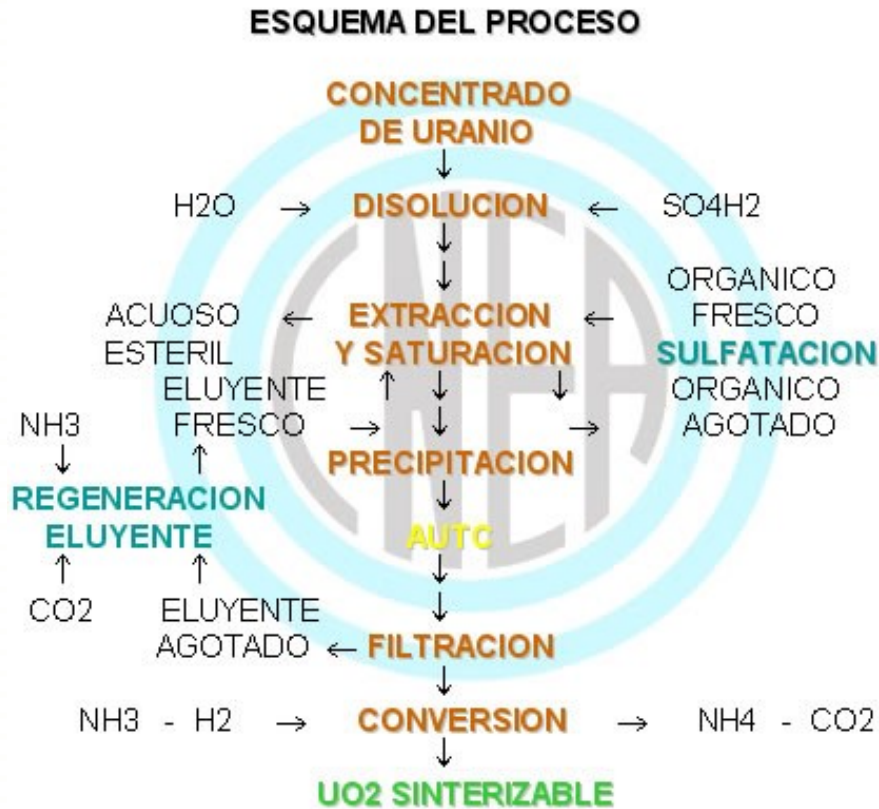 ESQUEMA DEL PROCESO
CONCENTRADO
DE URANIO
↓
H2O → DISOLUCION ← SO4H2
↓
↓ ORGANICO
ACUOSO ← EXTRACCION ← FRESCO
ESTERIL Y SATURACION SULFATACION
ELUYENTE ↑ ↓ ↓ ORGANICO
NH3 FRESCO → ↓ → AGOTADO
↓ ↑ PRECIPITACION
REGENERACION ↓
ELUYENTE AUTC
↑ ↑ ↓
CO2 ELUYENTE ↓
AGOTADO ← FILTRACION
↓
NH3 - H2 → CONVERSION → NH4 - CO2
↓
UO2 SINTERIZABLE
CNEA